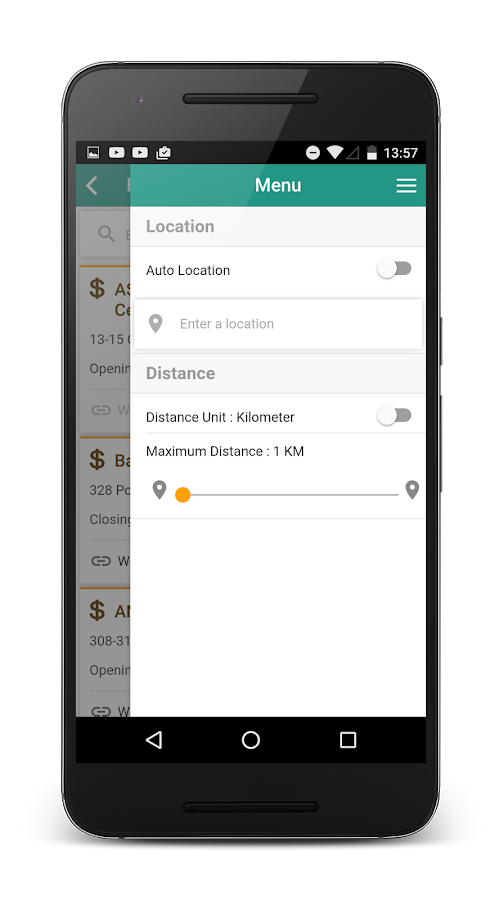 13:57
Menu
Location
Auto Location
Enter a location
Distance
Distance Unit : Kilometer
Maximum Distance : 1 KM
$ AS
Ce
13-15
Openin
W
$ Ba
328 Po
Closing
W
$
308-31
Openin
W